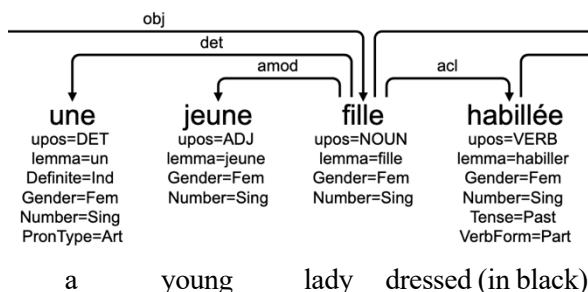 obj
det
amod acl
une jeune fille habillée
upos=DET upos=ADJ upos=NOUN upos=VERB
lemma=un lemma=jeune lemma=fille lemma=habiller
Definite=Ind Gender=Fem Gender=Fem Gender=Fem
Gender=Fem Number=Sing Number=Sing Number=Sing
Number=Sing Tense=Past
PronType=Art VerbForm=Part
a young lady dressed (in black)